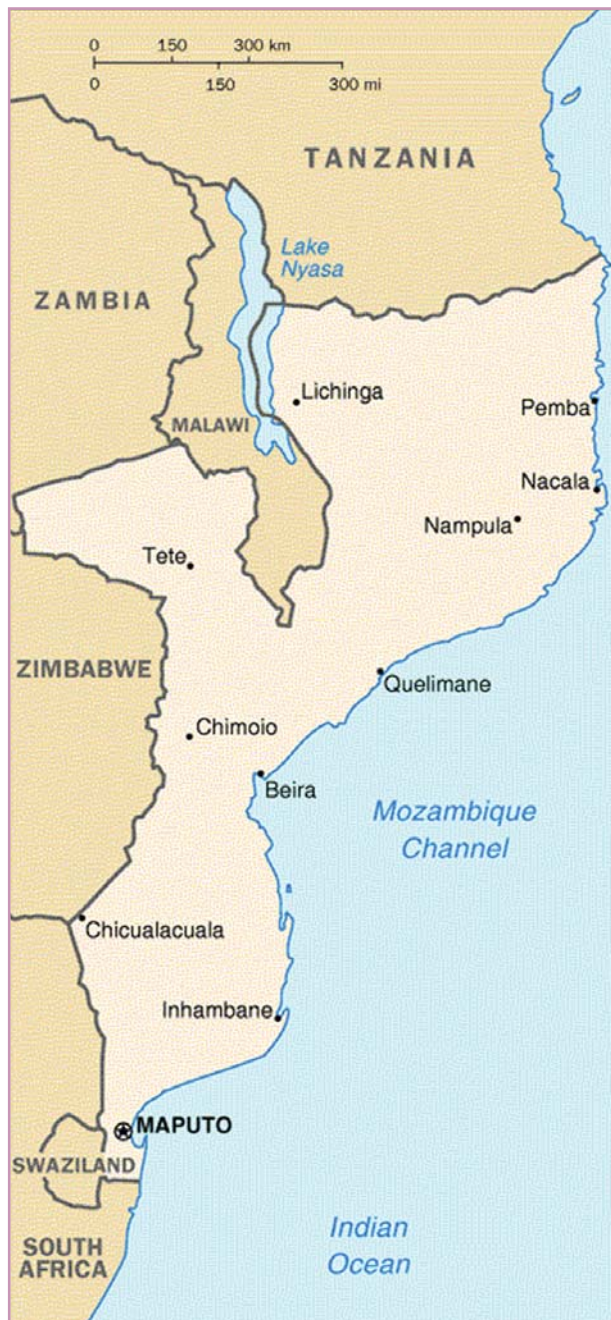 0 150 300 km
0 150 300 mi
TANZANIA
Lake
Nyasa
ZAMBIA
Lichinga
Pemba
MALAWI
Nacala
Nampula
Tete
ZIMBABWE
Quelimane
Chimoio
Beira
Mozambique
Channel
Chicualacuala
Inhambane
MAPUTO
SWAZILAND
Indian
Ocean
SOUTH
AFRICA